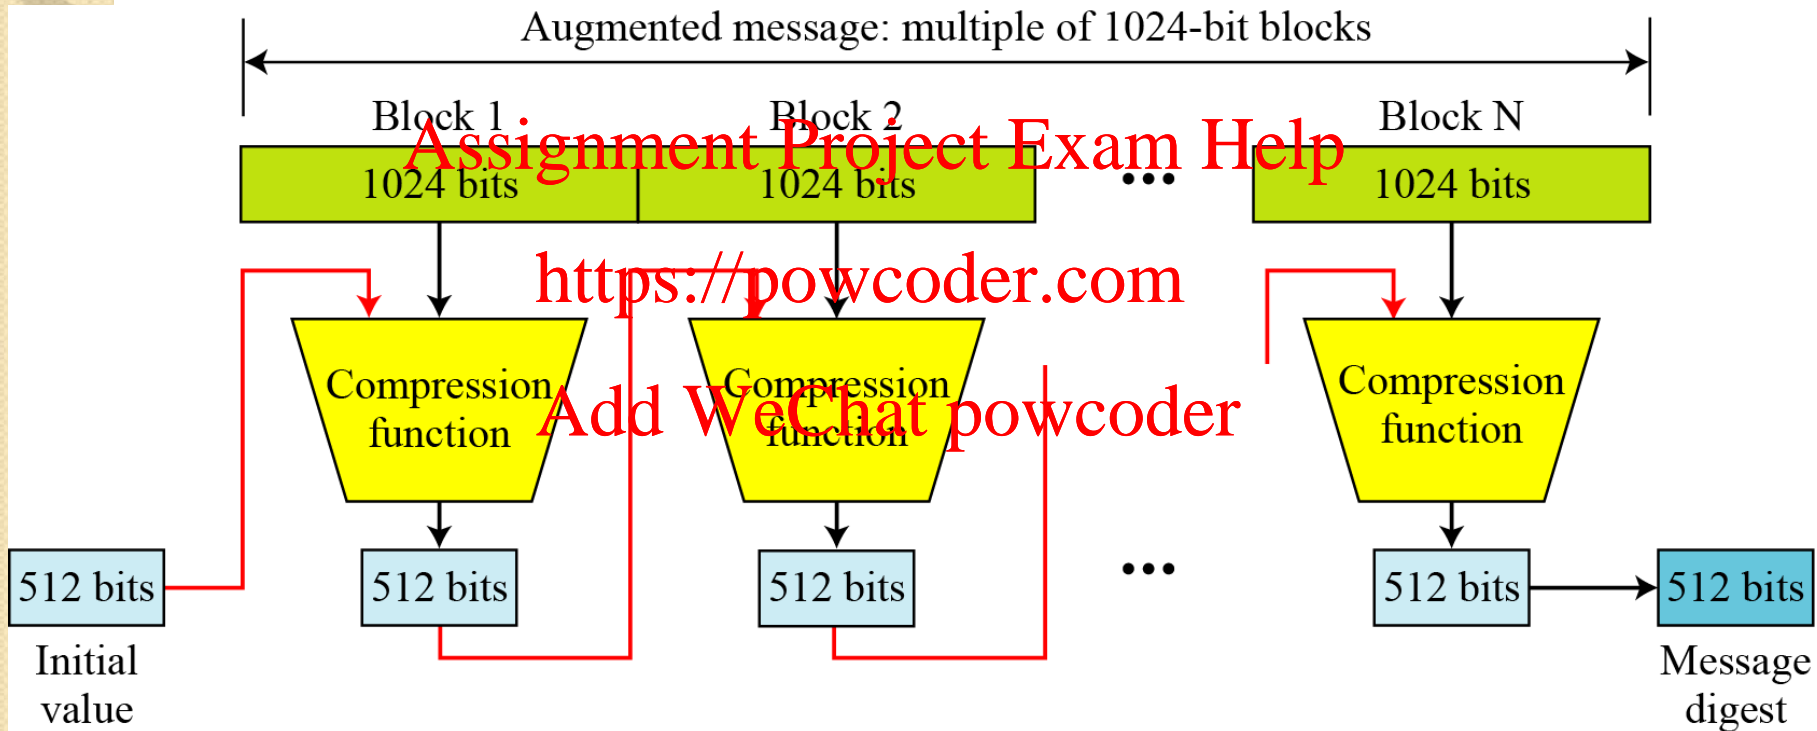 Augmented message: multiple of 1024-bit blocks
Block 1 Block 2 Block N
Assignment Project Exam Help
1024 bits 1024 bits ... 1024 bits
https://powcoder.com
Compression function
Compression function
Compression function
Add WeChat powcoder
512 bits 512 bits 512 bits ... 512 bits 512 bits
Initial value
Message digest